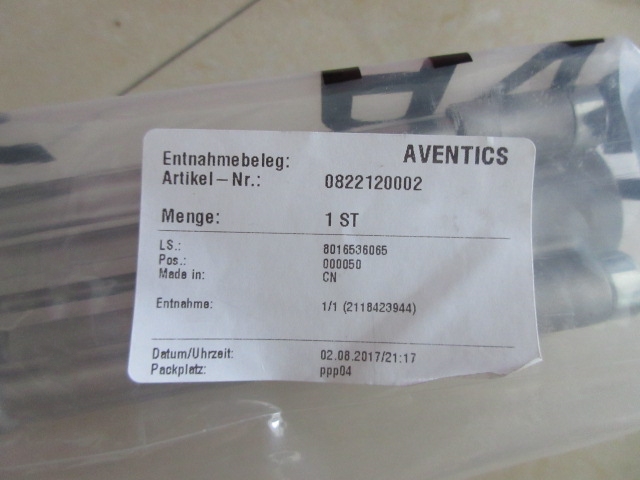 Entnahmebeleg: AVENTICS
Artikel-Nr.: 0822120002
Menge: 1 ST
LS.: 8016536065
Pos.: 000050
Made in: CN
Entnahme: 1/1 (2118423944)
Datum/Uhrzeit: 02.08.2017/21:17
Packplatz: ppp04